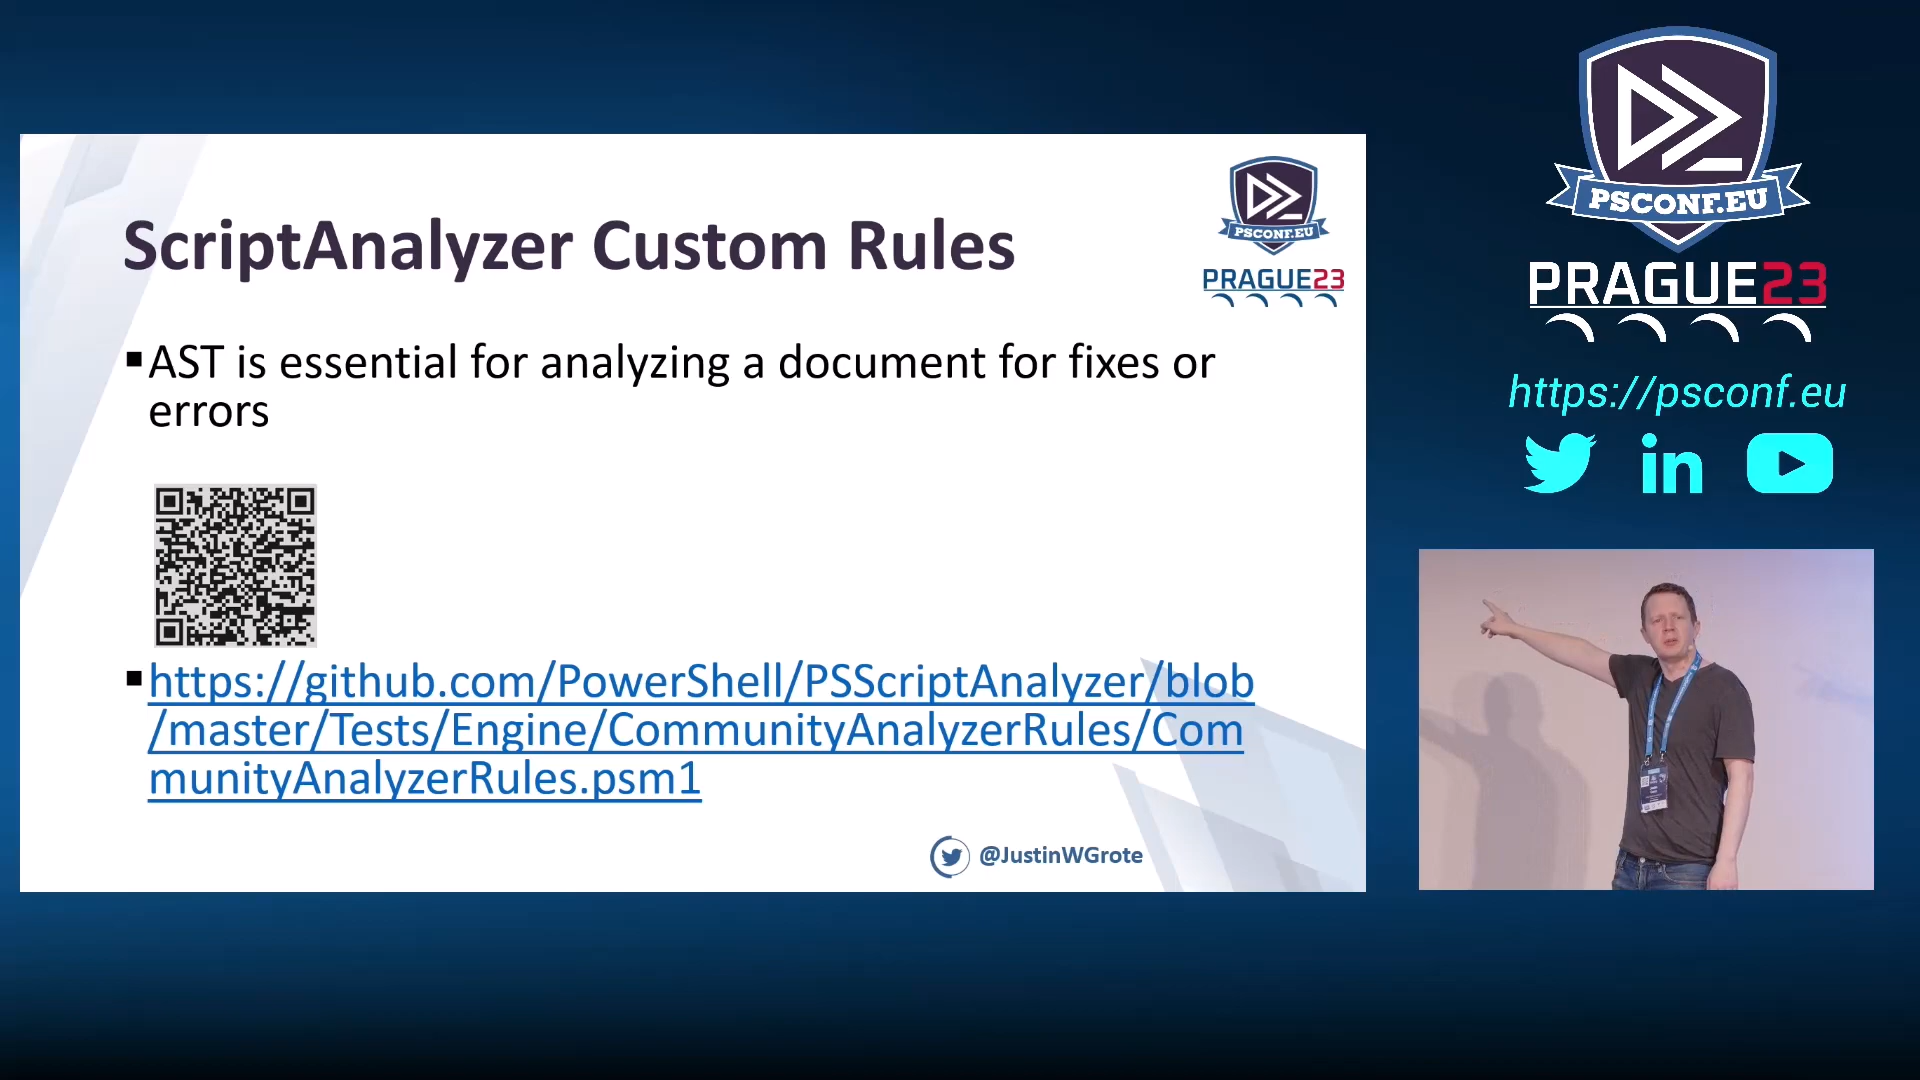 ScriptAnalyzer Custom Rules
PSCONF.EU
PRAGUE23
▪AST is essential for analyzing a document for fixes or
errors
▪https://github.com/PowerShell/PSScriptAnalyzer/blob
/master/Tests/Engine/CommunityAnalyzerRules/Com
munityAnalyzerRules.psm1
@JustinWGrote
PSCONF.EU
PRAGUE23
https://psconf.eu
in